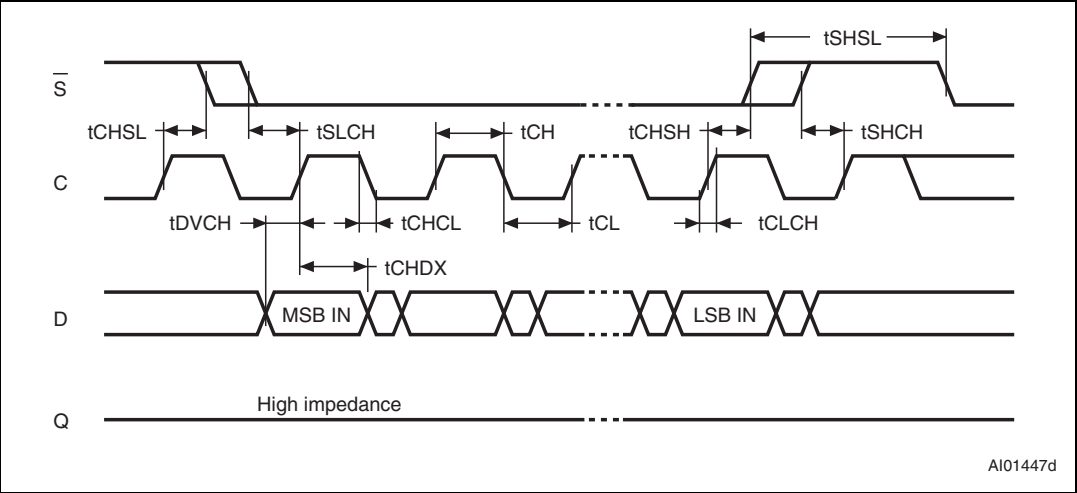 tSHSL
S
tCHSL
tSLCH
tCH
tCHSH
tSHCH
C
tDVCH
tCHCL
tCL
tCLCH
tCHDX
D
MSB IN
LSB IN
High impedance
Q
AI01447d